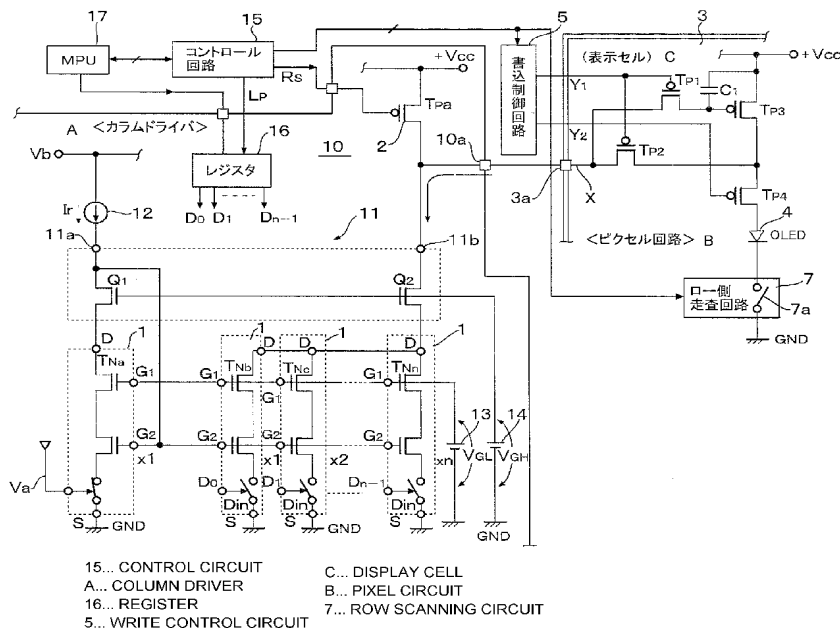 17
MPU
15
コントロール
回路
5
3
+Vcc
+Vcc
Rs
LP
TPa
2
書込制御回路
(表示セル) C
Y1
Y2
TP1
C1
TP3
A <カラムドライバ>
16
レジスタ
10
10a
TP2
3a
X
TP4
4
OLED
Vb
D0 D1 Dn-1
Ir
12
11
11a
11b
<ピクセル回路> B
Q1
Q2
ロー側
走査回路
7
7a
GND
D
1
1
D
1
D
D
1
TNa
TNb
TNc
TNn
G1
G1
G1
13
14
VGL
VGH
G2
G2
G2
G2
x1
x1
x2
xn
Va
D0
D1
Dn-1
Din
Din
Din
S
GND
S
S
S
GND
15... CONTROL CIRCUIT
A... COLUMN DRIVER
16... REGISTER
5... WRITE CONTROL CIRCUIT
C... DISPLAY CELL
B... PIXEL CIRCUIT
7... ROW SCANNING CIRCUIT